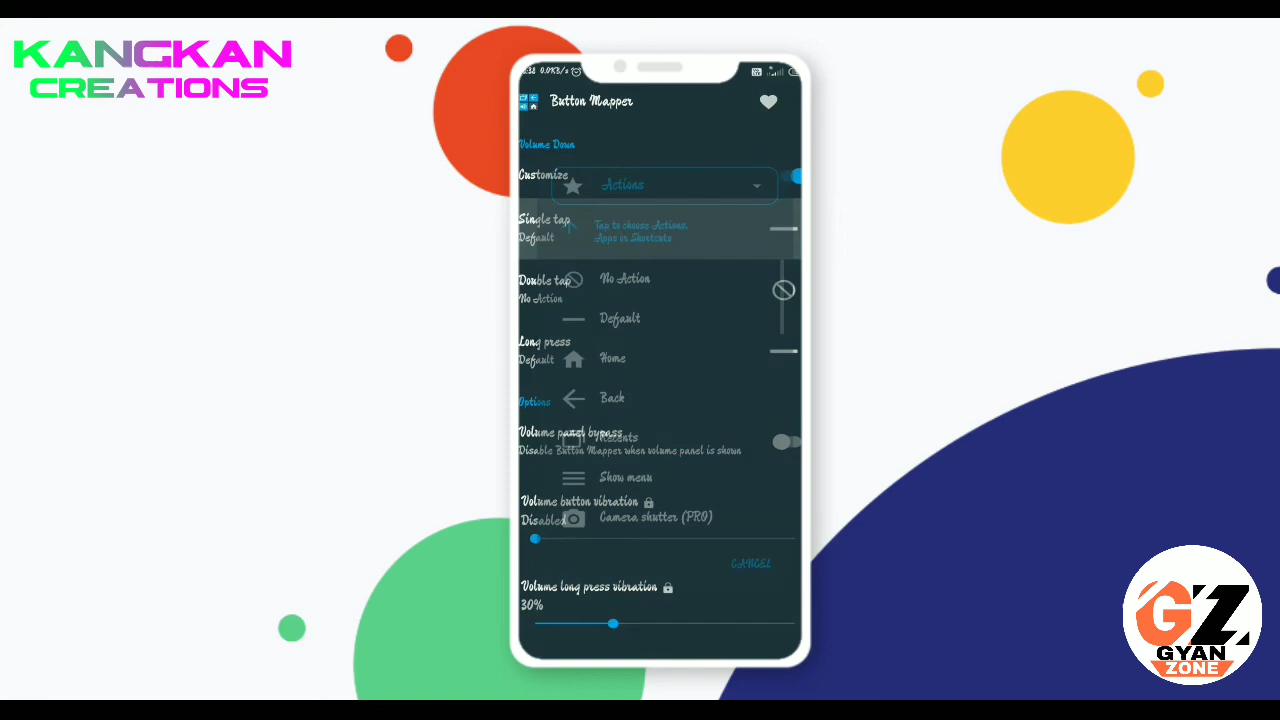 KANGKAN
CREATIONS
0.0KB/s
Button Mapper
Volume Down
Customize
Actions
Single tap
Default
Tap to choose Actions,
Apps or Shortcuts
Double tap
No Action
No Action
Default
Long press
Default
Home
Options
Back
Volume panel bypass
Recents
Disable Button Mapper when volume panel is shown
Show menu
Volume button vibration
Disabled
Camera shutter (PRO)
CANCEL
Volume long press vibration
30%
GZ
GYAN
ZONE